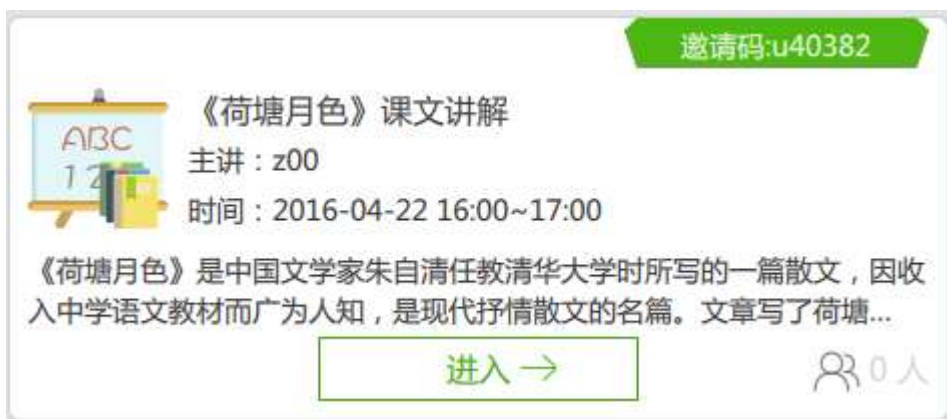 邀请码:u40382
《荷塘月色》课文讲解
ABC
12
主讲：z00
时间：2016-04-22 16:00~17:00
《荷塘月色》是中国文学家朱自清任教清华大学时所写的一篇散文，因收
入中学语文教材而广为人知，是现代抒情散文的名篇。文章写了荷塘...
进入→
0 人